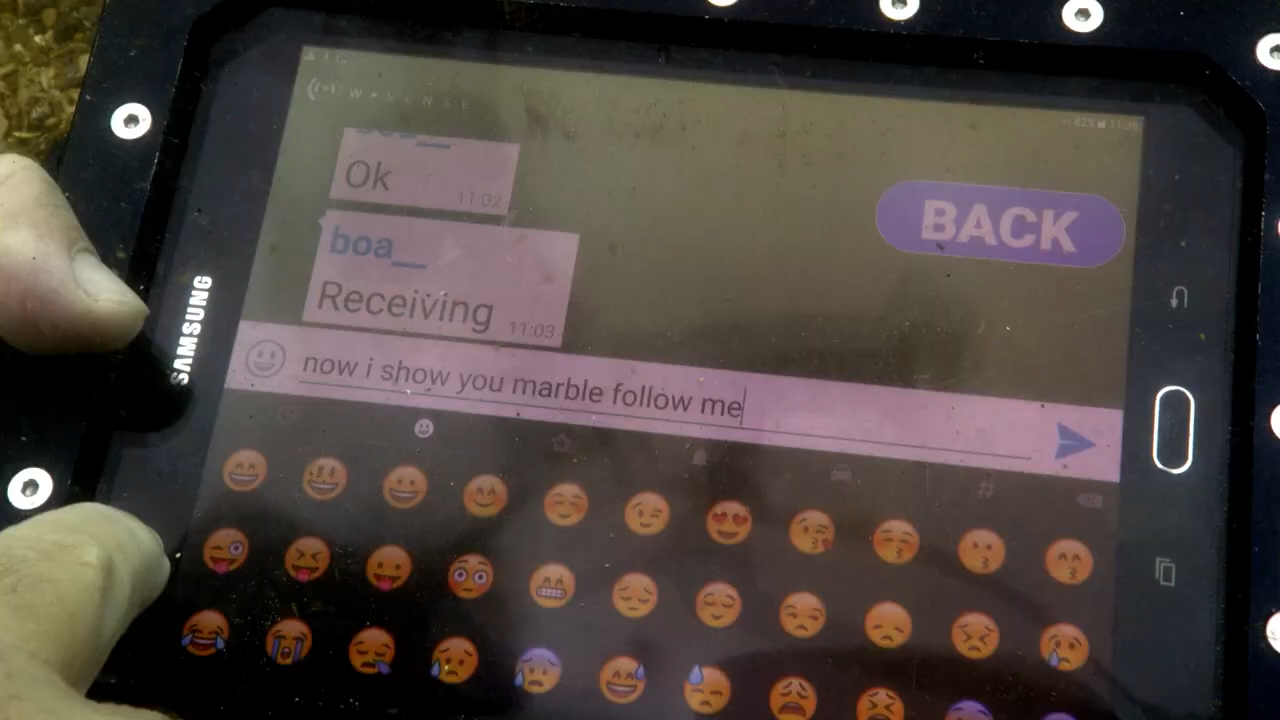 Ok
11:02
BACK
boa_
Receiving
11:03
SAMSUNG
now i show you marble follow me
#